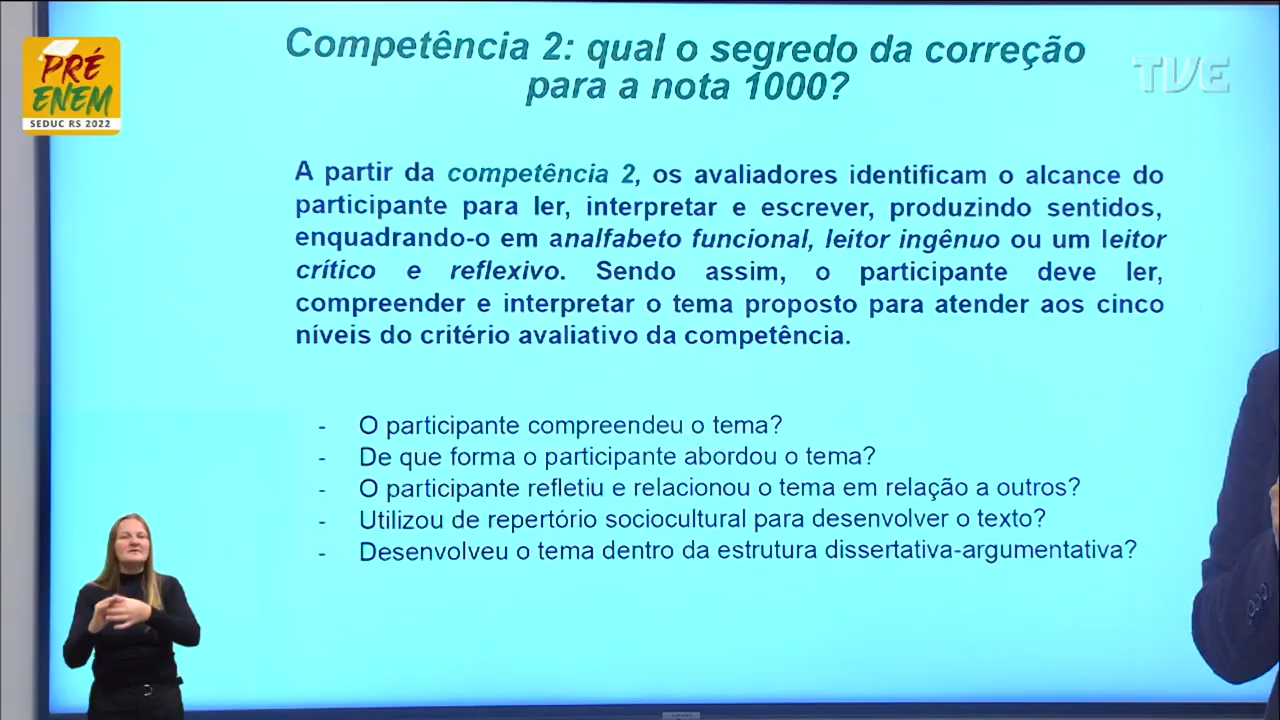 PRÉ
ENEM
SEDUC RS 2022
TVE
Competência 2: qual o segredo da correção
para a nota 1000?
A partir da competência 2, os avaliadores identificam o alcance do
participante para ler, interpretar e escrever, produzindo sentidos,
enquadrando-o em analfabeto funcional, leitor ingênuo ou um leitor
crítico e reflexivo. Sendo assim, o participante deve ler,
compreender e interpretar o tema proposto para atender aos cinco
níveis do critério avaliativo da competência.
- O participante compreendeu o tema?
- De que forma o participante abordou o tema?
- O participante refletiu e relacionou o tema em relação a outros?
- Utilizou de repertório sociocultural para desenvolver o texto?
- Desenvolveu o tema dentro da estrutura dissertativa-argumentativa?